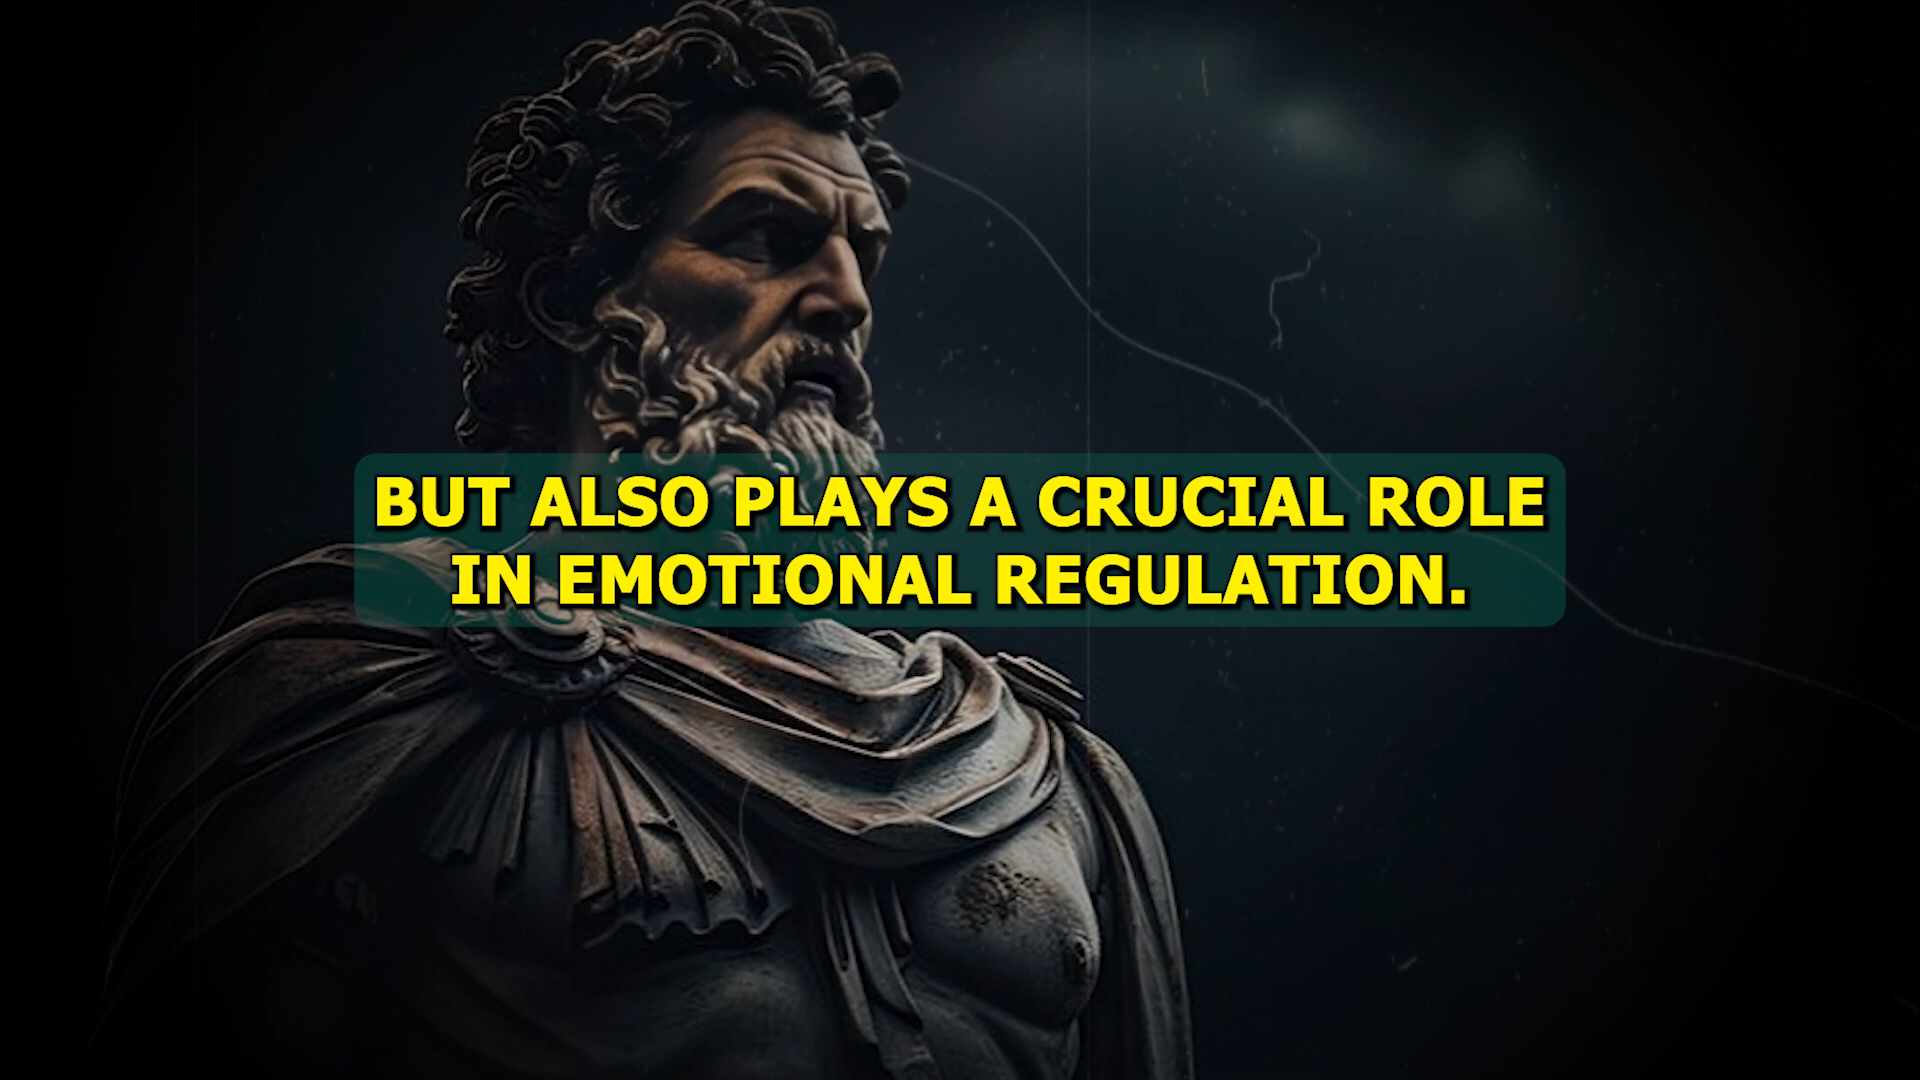 BUT ALSO PLAYS A CRUCIAL ROLE
IN EMOTIONAL REGULATION.